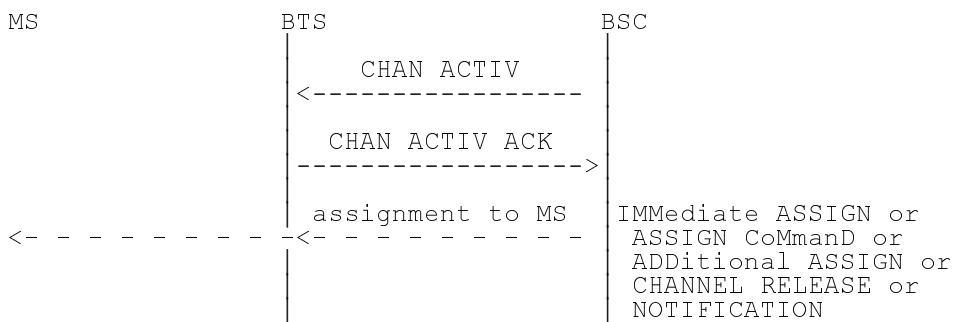 MS BTS BSC
CHAN ACTIV
CHAN ACTIV ACK
assignment to MS IMMediate ASSIGN or
ASSIGN CoMmanD or
ADDitional ASSIGN or
CHANNEL RELEASE or
NOTIFICATION